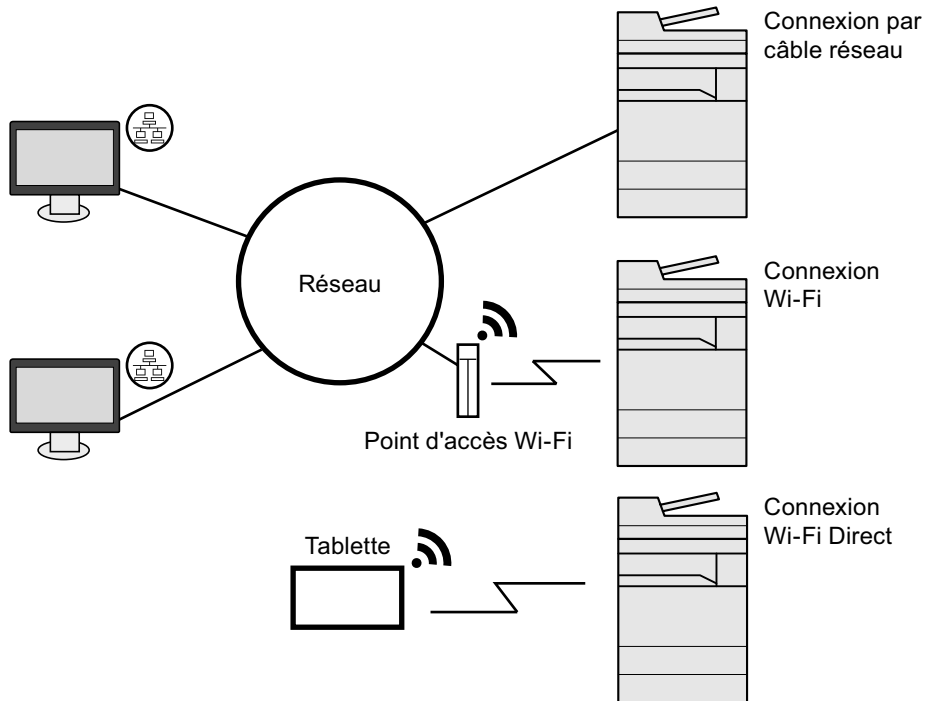 Connexion par
câble réseau
Réseau
Connexion
Wi-Fi
Point d'accès Wi-Fi
Connexion
Wi-Fi Direct
Tablette